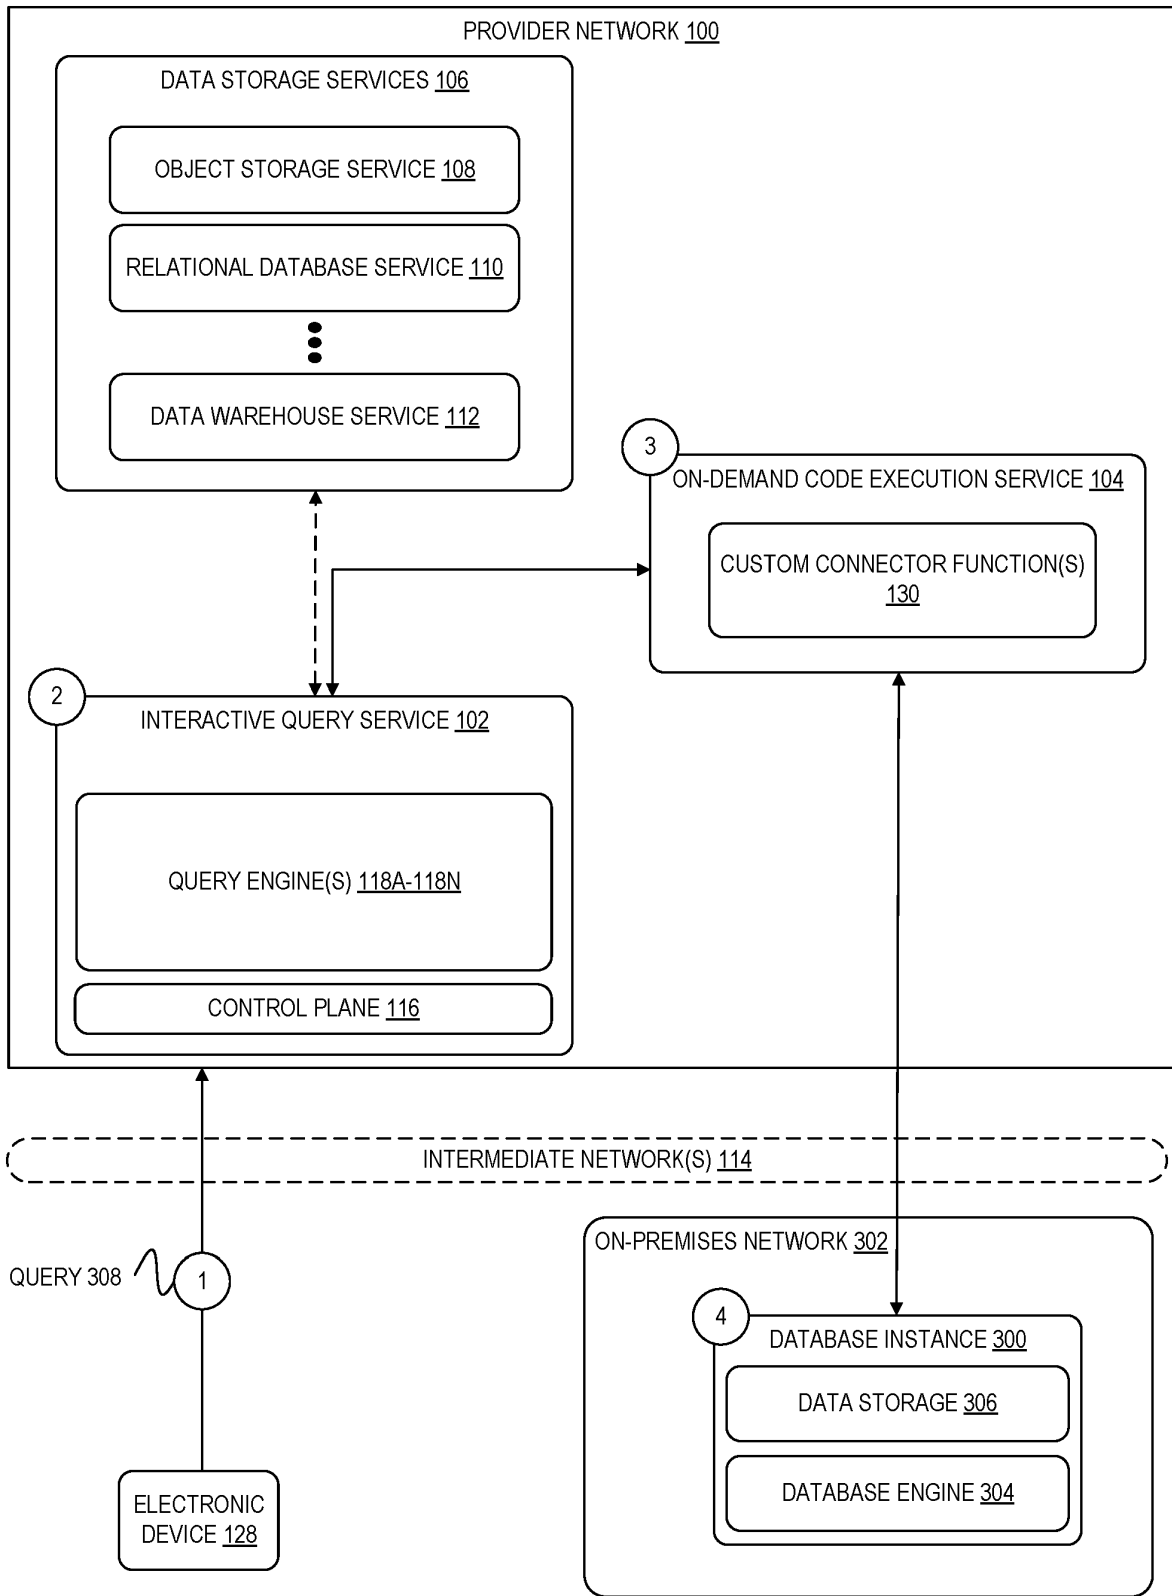 PROVIDER NETWORK 100
DATA STORAGE SERVICES 106
OBJECT STORAGE SERVICE 108
RELATIONAL DATABASE SERVICE 110
DATA WAREHOUSE SERVICE 112
3
ON-DEMAND CODE EXECUTION SERVICE 104
CUSTOM CONNECTOR FUNCTION(S)
130
2
INTERACTIVE QUERY SERVICE 102
QUERY ENGINE(S) 118A-118N
CONTROL PLANE 116
INTERMEDIATE NETWORK(S) 114
ON-PREMISES NETWORK 302
QUERY 308
1
4
DATABASE INSTANCE 300
DATA STORAGE 306
DATABASE ENGINE 304
ELECTRONIC
DEVICE 128